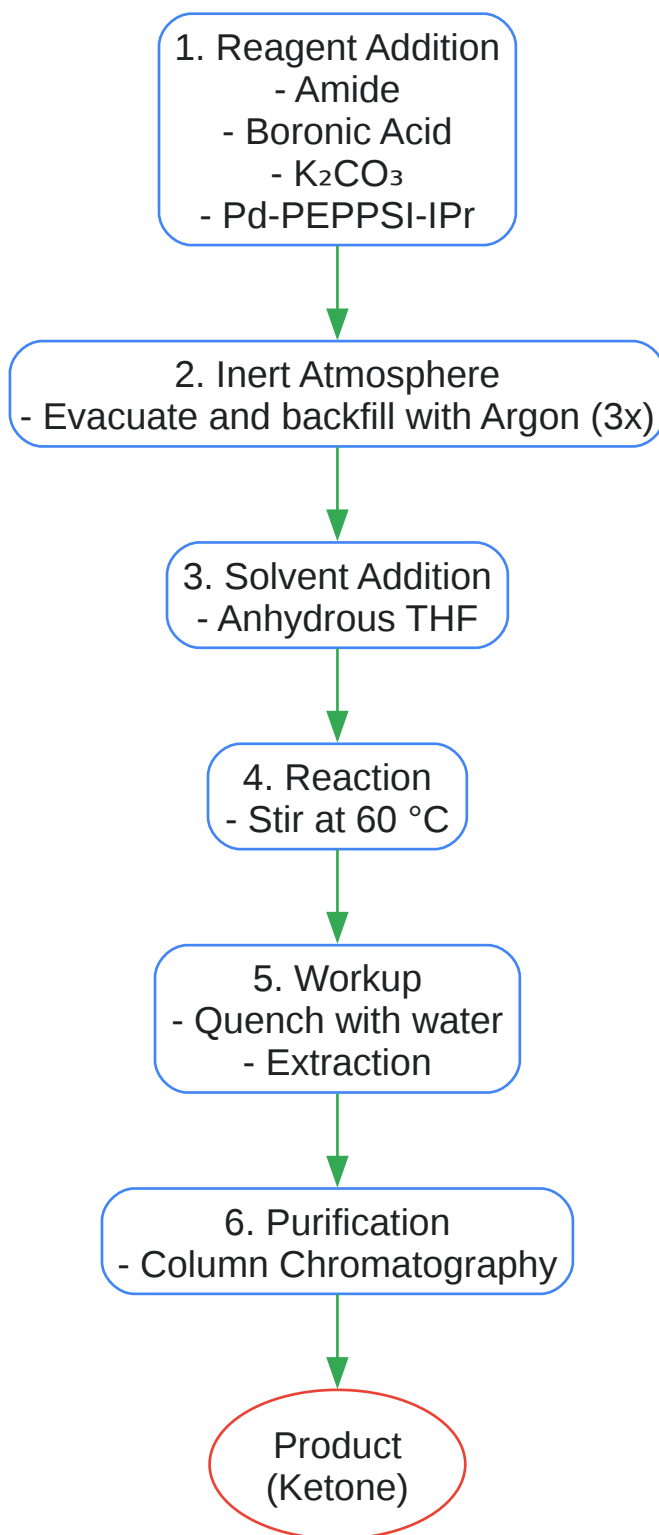 1. Reagent Addition
- Amide
- Boronic Acid
- K₂CO₃
- Pd-PEPPSI-IPr
2. Inert Atmosphere
- Evacuate and backfill with Argon (3x)
3. Solvent Addition
- Anhydrous THF
4. Reaction
- Stir at 60 °C
5. Workup
- Quench with water
- Extraction
6. Purification
- Column Chromatography
Product
(Ketone)